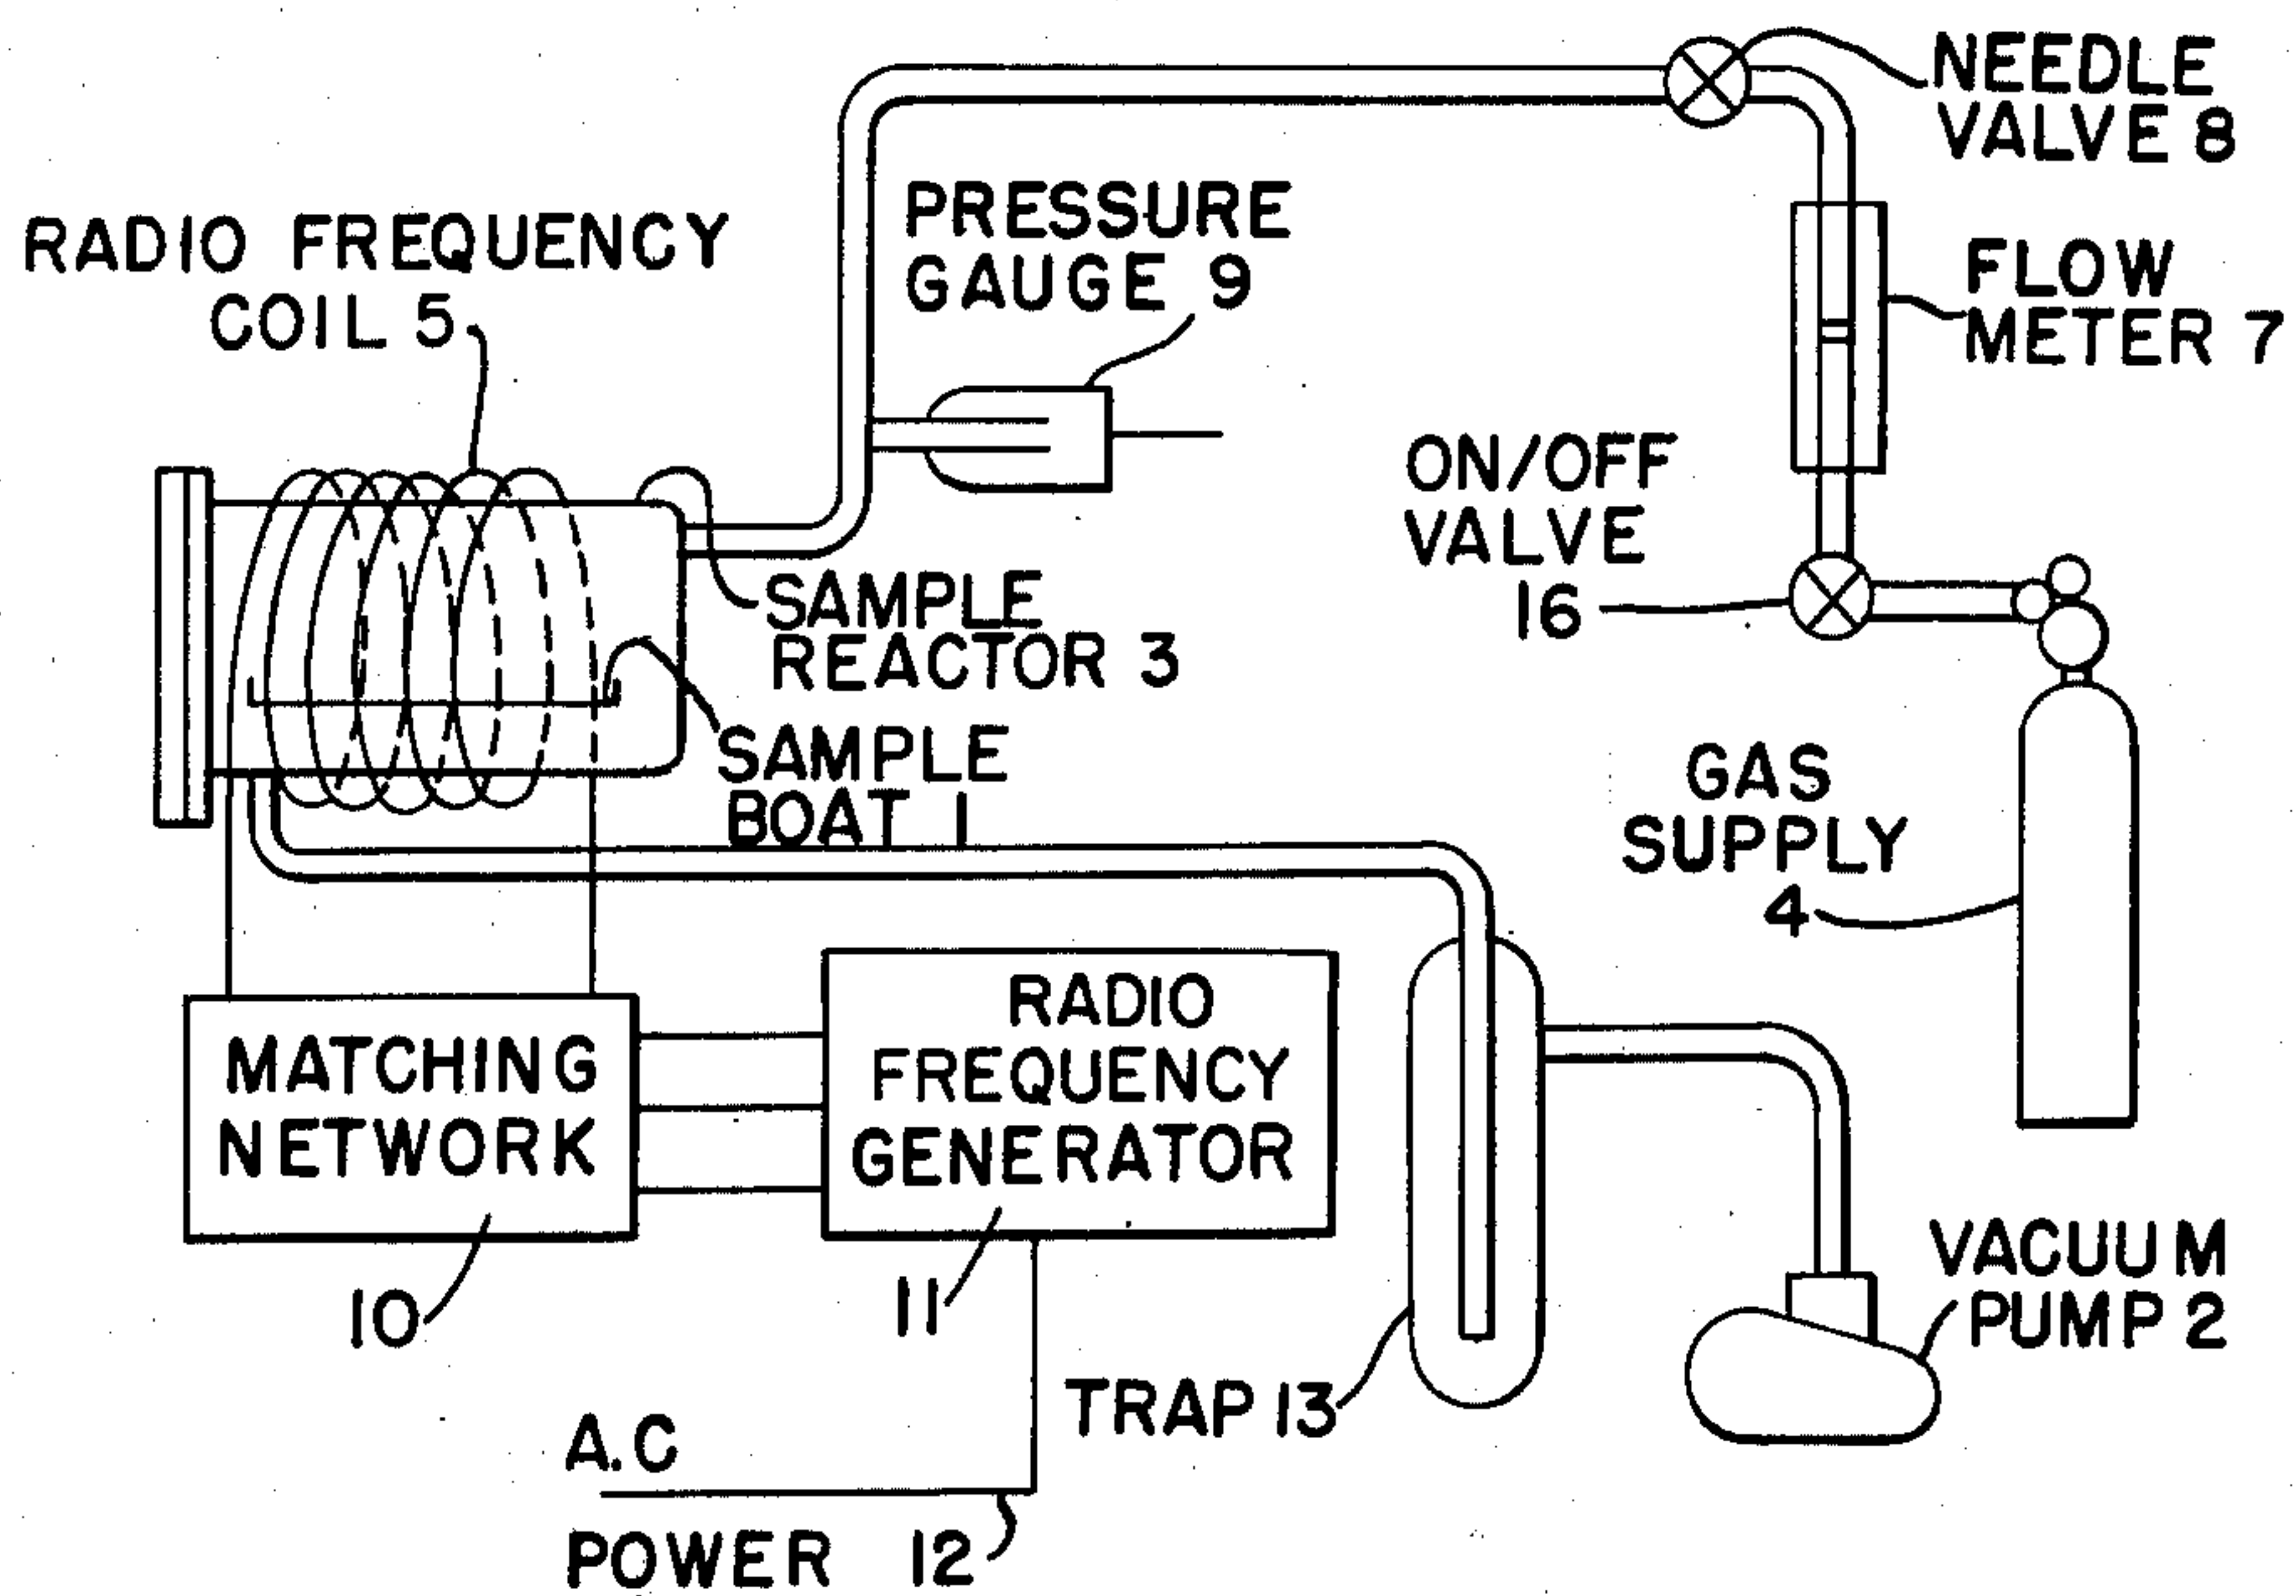 NEEDLE
VALVE 8
PRESSURE
GAUGE 9
RADIO FREQUENCY
COIL 5
FLOW
METER 7
ON/OFF
VALVE
16
SAMPLE
REACTOR 3
SAMPLE
BOAT 1
GAS
SUPPLY
4
RADIO
FREQUENCY
GENERATOR
MATCHING
NETWORK
10
11
VACUUM
PUMP 2
TRAP 13
A.C
POWER 12